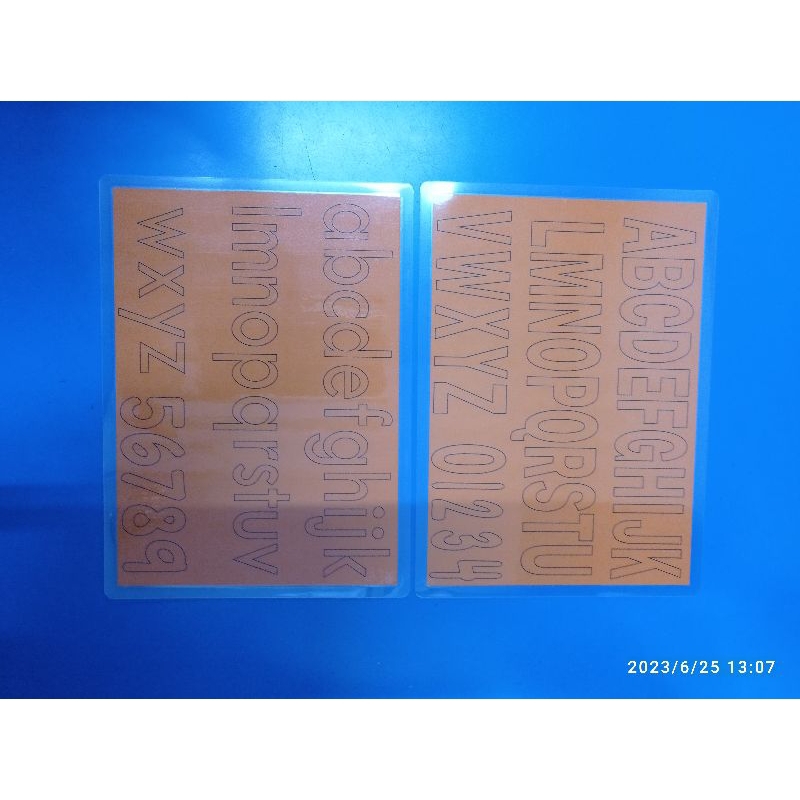 abcdefghijk
lmnopqrstuv
wxyz 56789
ABCDEFGHIJK
LMNOPQRSTU
VWXYZ 01234
2023/6/25 13:07